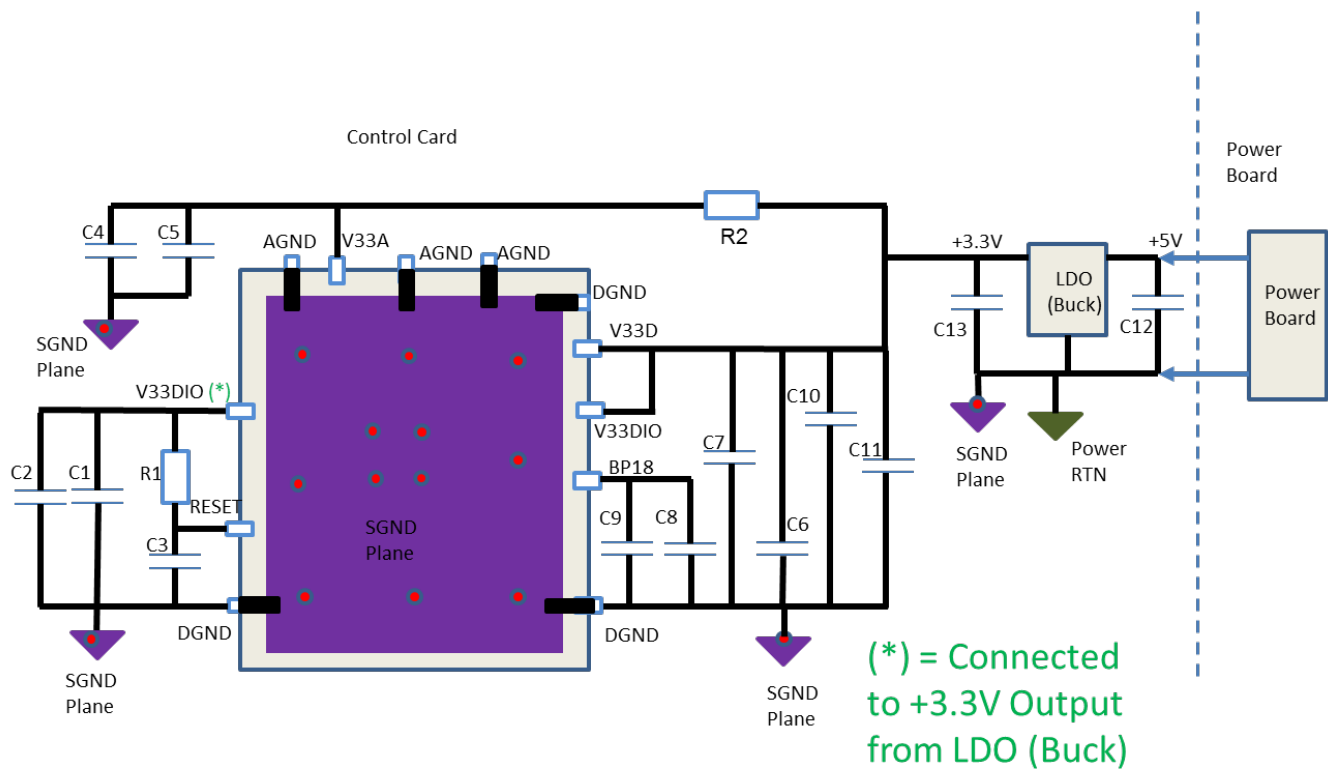 Control Card
Power
Board
C4
C5
AGND
V33A
AGND
AGND
R2
+3.3V
+5V
LDO
(Buck)
Power
Board
DGND
C13
C12
SGND
Plane
V33D
V33DIO (*)
C10
V33DIO
SGND
Plane
Power
RTN
C2
C1
R1
C7
C11
BP18
RESET
C9
C8
C6
SGND
Plane
C3
DGND
DGND
SGND
Plane
SGND
Plane
(*) = Connected
to +3.3V Output
from LDO (Buck)